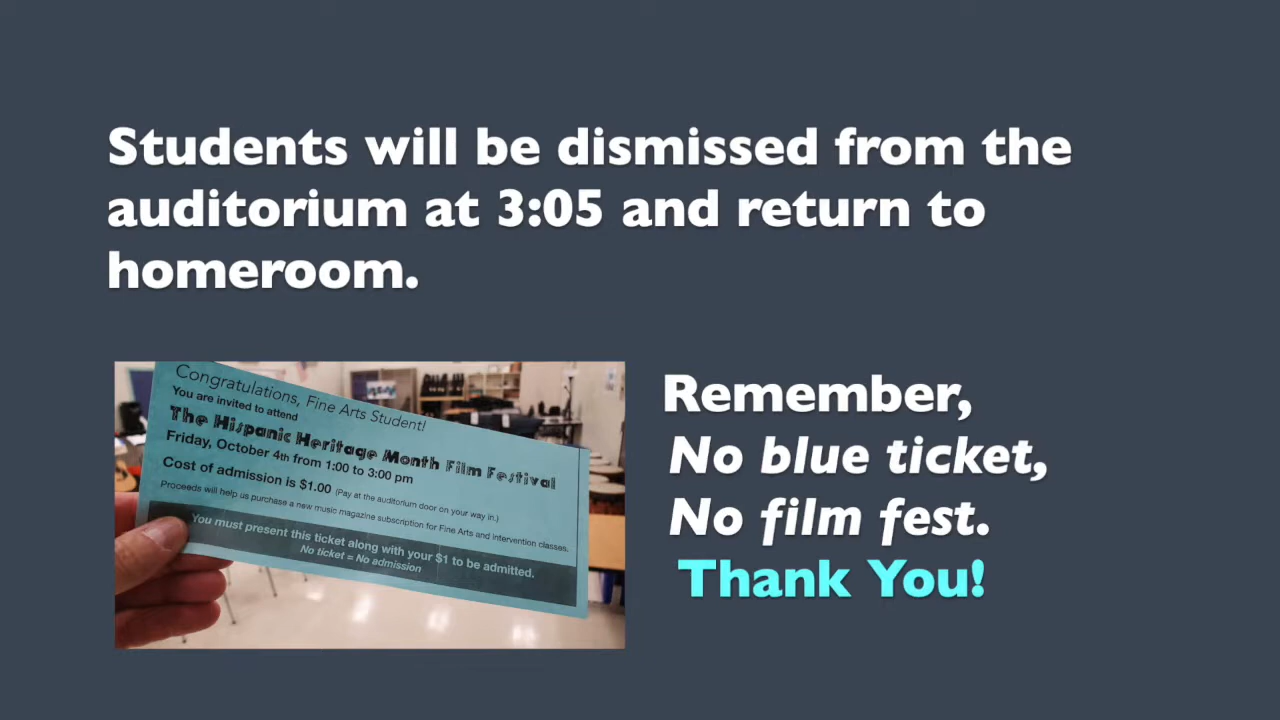 Students will be dismissed from the
auditorium at 3:05 and return to
homeroom.
Congratulations, Fine Arts Student!
You are invited to attend
The Hispanic Heritage Month Film Festival
Friday, October 4th from 1:00 to 3:00 pm
Cost of admission is $1.00 (Pay at the auditorium door on your way in.)
Proceeds will help us purchase a new music magazine subscription for Fine Arts and intervention classes.
You must present this ticket along with your $1 to be admitted.
No ticket = No admission
Remember,
No blue ticket,
No film fest.
Thank You!